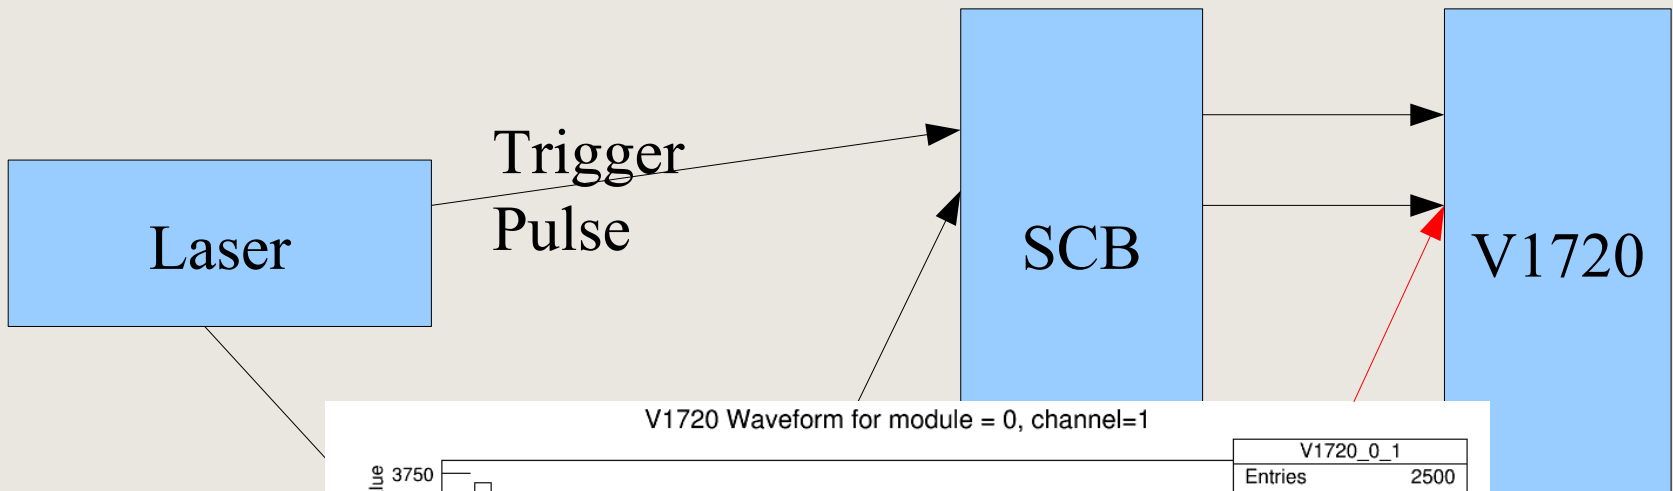 Trigger
Pulse
Laser
SCB
V1720
V1720 Waveform for module = 0, channel=1
V1720_0_1
3750
Entries 2500